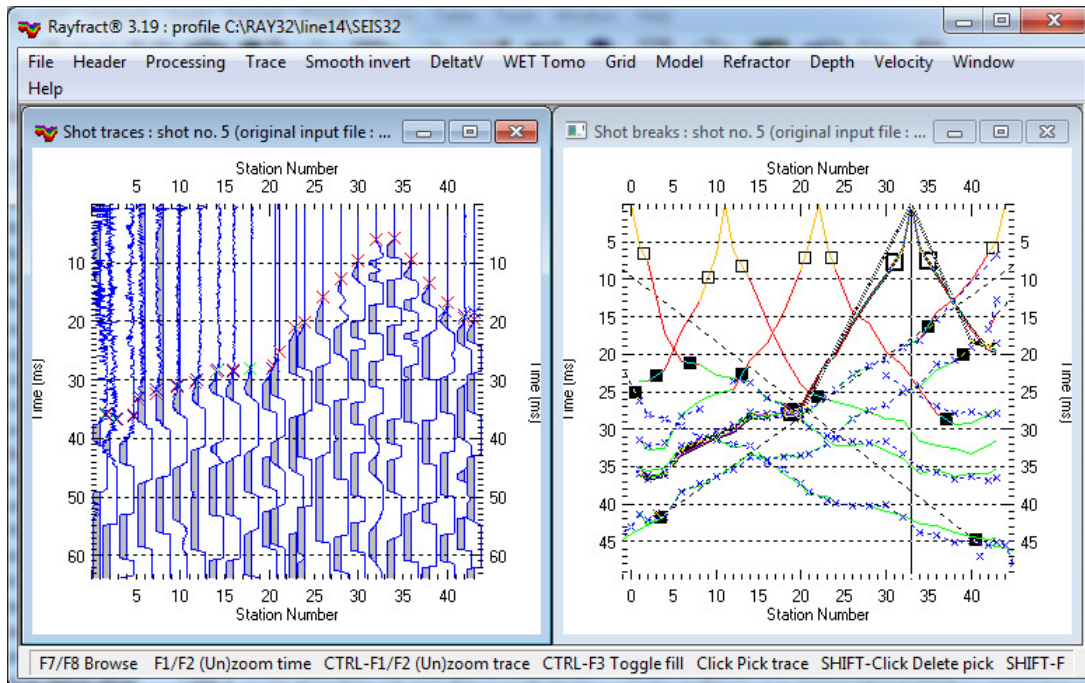 Rayfract® 3.19 : profile C:\RAY32\line14\SEIS32
File Header Processing Trace Smooth invert DeltatV WET Tomo Grid Model Refractor Depth Velocity Window
Help
Shot traces : shot no. 5 (original input file : ...
Station Number
5 10 15 20 25 30 35 40
10 10
20 20
Time [ms] Time [ms]
30 30
40 40
50 50
60 60
5 10 15 20 25 30 35 40
Station Number
Shot breaks : shot no. 5 (original input file : ...
Station Number
0 5 10 15 20 25 30 35 40
5 5
10 10
15 15
20 20
Time [ms] Time [ms]
25 25
30 30
35 35
40 40
45 45
0 5 10 15 20 25 30 35 40
Station Number
F7/F8 Browse F1/F2 (Un)zoom time CTRL-F1/F2 (Un)zoom trace CTRL-F3 Toggle fill Click Pick trace SHIFT-Click Delete pick SHIFT-F